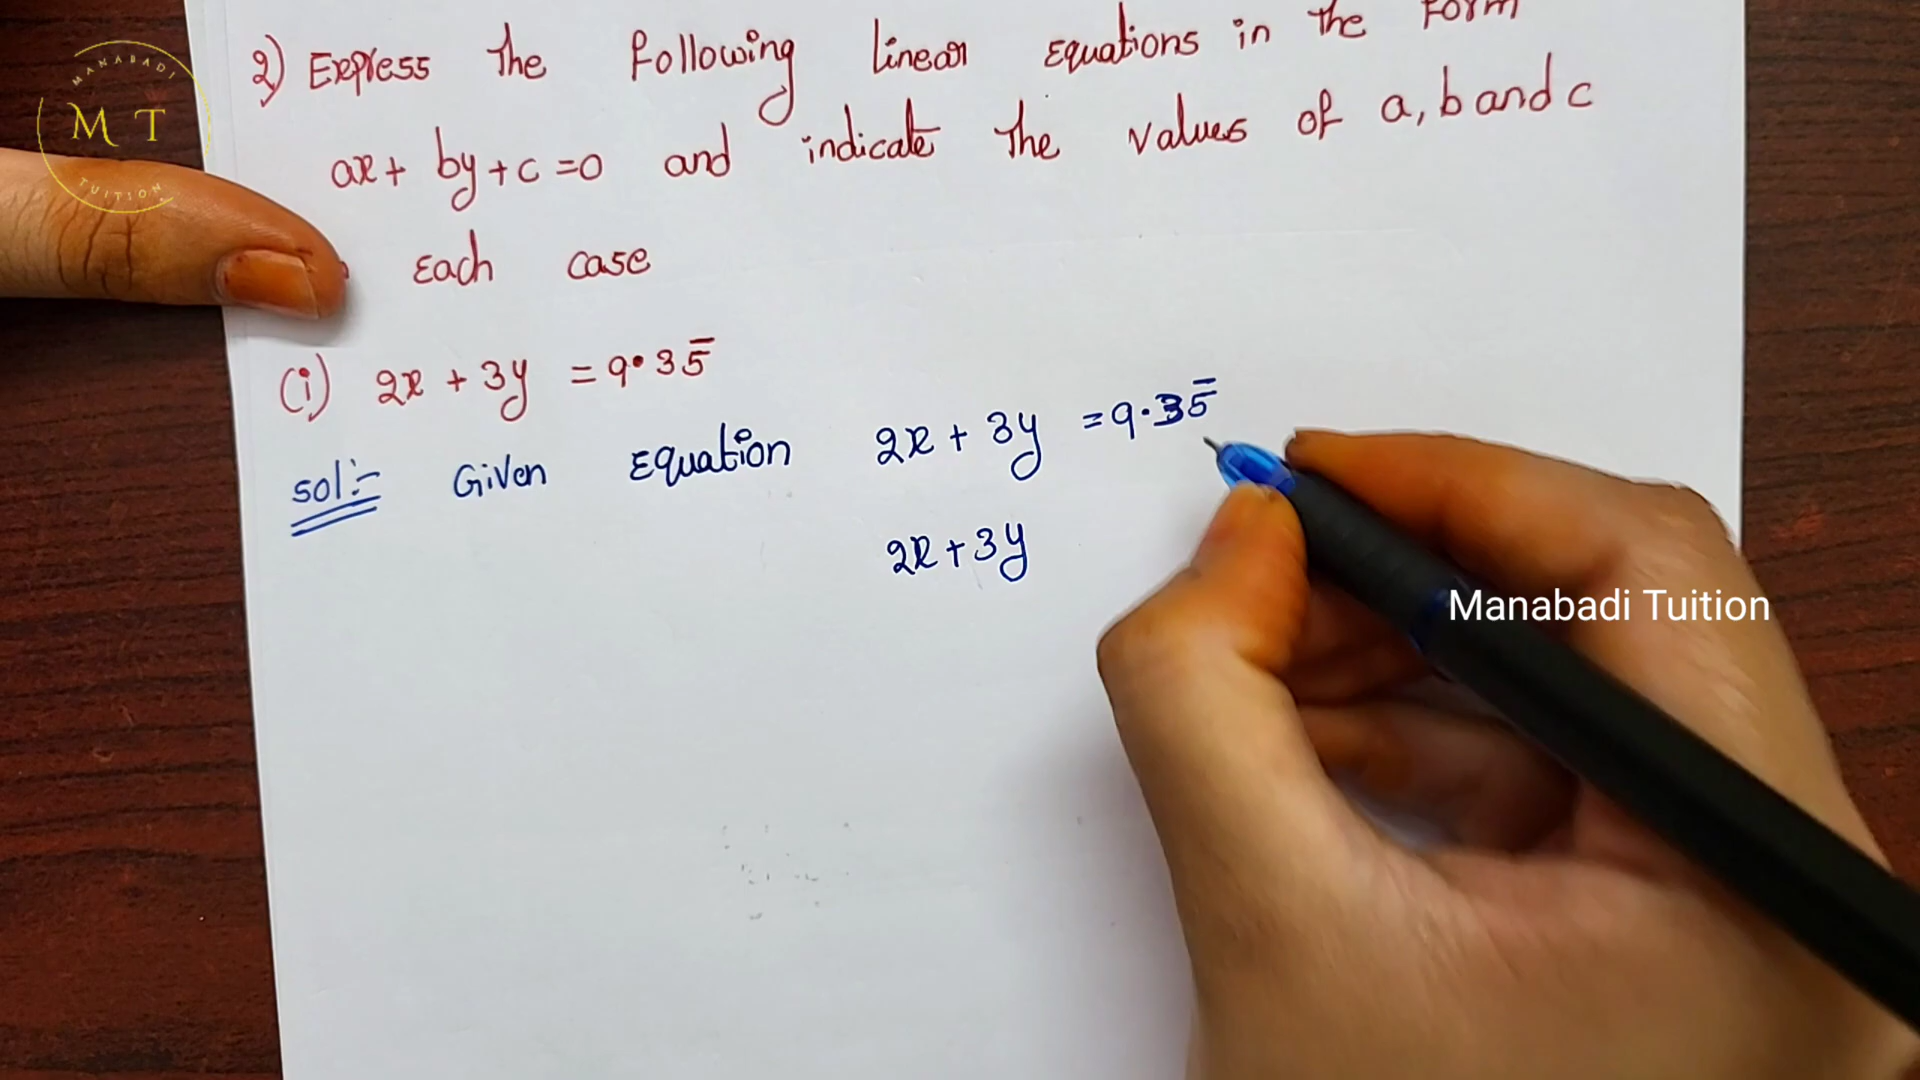 MANABADI
M T
TUITION
2) Express the following linear equations in the form
ax + by + c = 0 and indicate the values of a, b and c
each case
(i) 2x + 3y = 9.35̅
Sol:- Given Equation 2x + 3y = 9.35̅
2x + 3y
Manabadi Tuition